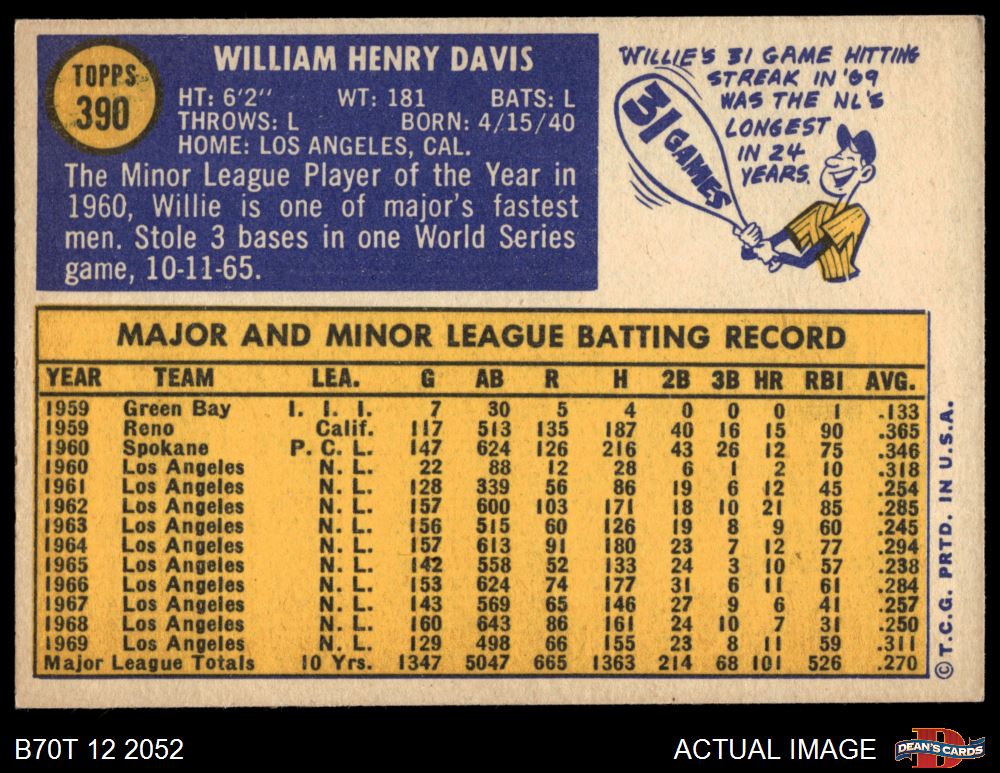 TOPPS
390
WILLIAM HENRY DAVIS
HT: 6'2" WT: 181 BATS: L
THROWS: L BORN: 4/15/40
HOME: LOS ANGELES, CAL.
The Minor League Player of the Year in
1960, Willie is one of major's fastest
men. Stole 3 bases in one World Series
game, 10-11-65.
WILLIE'S 31 GAME HITTING
STREAK IN '69
WAS THE NL'S
LONGEST
IN 24
YEARS.
31 GAMES
MAJOR AND MINOR LEAGUE BATTING RECORD
YEAR TEAM LEA. G AB R H 2B 3B HR RBI AVG.
1959 Green Bay I. I. I. 7 30 5 4 0 0 0 1 .133
1959 Reno Calif. 117 513 135 187 40 16 15 90 .365
1960 Spokane P. C. L. 147 624 126 216 43 26 12 75 .346
1960 Los Angeles N. L. 22 88 12 28 6 1 2 10 .318
1961 Los Angeles N. L. 128 339 56 86 19 6 12 45 .254
1962 Los Angeles N. L. 157 600 103 171 18 10 21 85 .285
1963 Los Angeles N. L. 156 515 60 126 19 8 9 60 .245
1964 Los Angeles N. L. 157 613 91 180 23 7 12 77 .294
1965 Los Angeles N. L. 142 558 52 133 24 3 10 57 .238
1966 Los Angeles N. L. 153 624 74 177 31 6 11 61 .284
1967 Los Angeles N. L. 143 569 65 146 27 9 6 41 .257
1968 Los Angeles N. L. 160 643 86 161 24 10 7 31 .250
1969 Los Angeles N. L. 129 498 66 155 23 8 11 59 .311
Major League Totals 10 Yrs. 1347 5047 665 1363 214 68 101 526 .270
© T.C.G. PRTD. IN U.S.A.
B70T 12 2052
ACTUAL IMAGE
D
DEAN'S CARDS